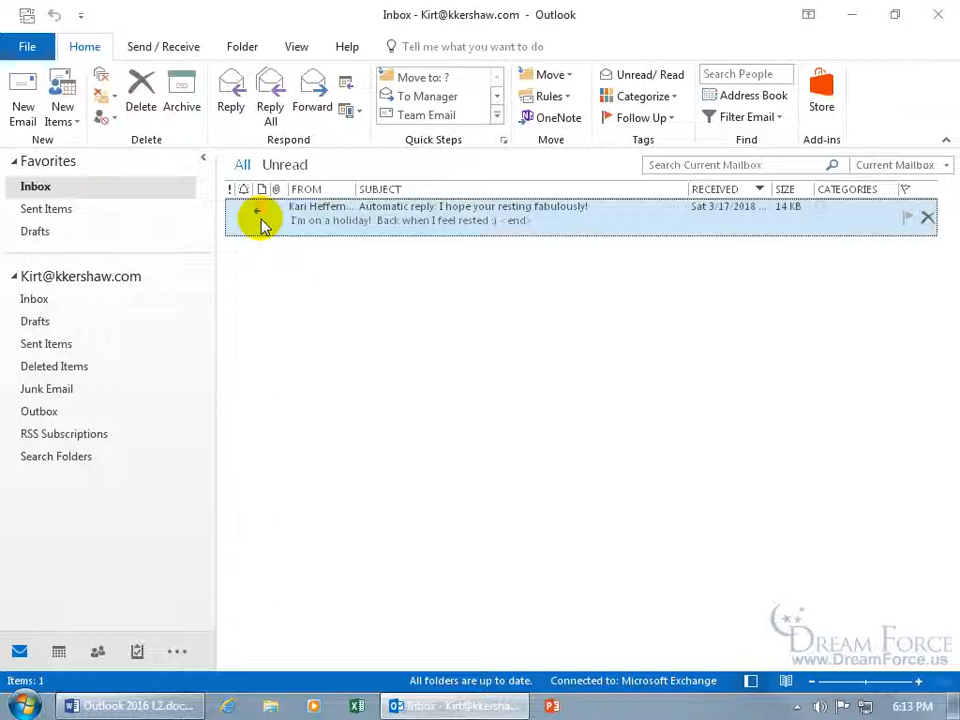 Inbox - Kirt@kkershaw.com - Outlook
File Home Send / Receive Folder View Help Tell me what you want to do
New Email
New Items
New
Delete
Archive
Delete
Reply
Reply All
Forward
Respond
Move to: ?
To Manager
Team Email
Quick Steps
Move
Rules
OneNote
Move
Unread/ Read
Categorize
Follow Up
Tags
Search People
Address Book
Filter Email
Find
Store
Add-ins
Favorites
Inbox
Sent Items
Drafts
Kirt@kkershaw.com
Inbox
Drafts
Sent Items
Deleted Items
Junk Email
Outbox
RSS Subscriptions
Search Folders
All Unread
Search Current Mailbox Current Mailbox
! FROM SUBJECT RECEIVED SIZE CATEGORIES
Kari Heffern... Automatic reply: I hope your resting fabulously! Sat 3/17/2018 ... 14 KB
I'm on a holiday! Back when I feel rested :) < end>
DREAM FORCE
www.DreamForce.us
Items: 1 All folders are up to date. Connected to: Microsoft Exchange
Outlook 2016 L2.doc... Inbox - Kirt@kkersha... 6:13 PM